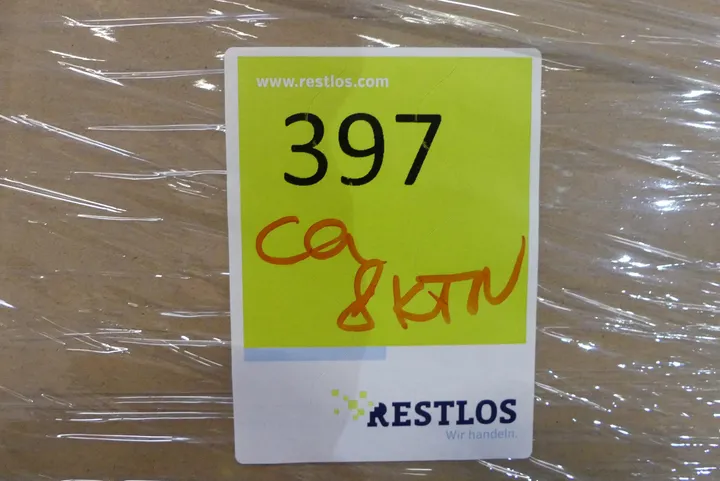 www.restlos.com
397
ca
8 KTN
RESTLOS
Wir handeln.